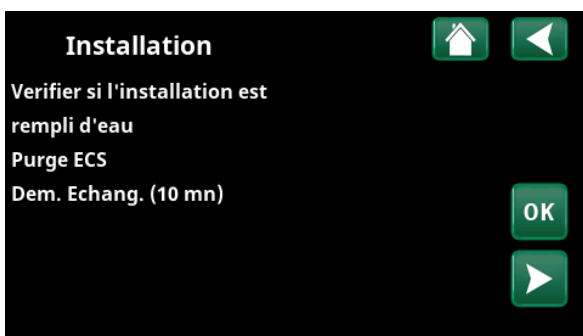 Installation
Verifier si l'installation est
rempli d'eau
Purge ECS
Dem. Echang. (10 mn)
OK